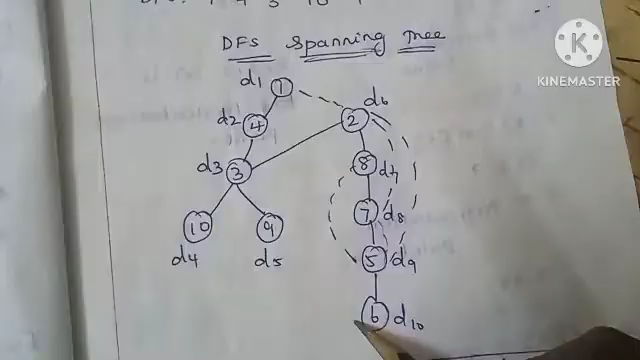 DFS Spanning Tree
K
KINEMASTER
d1 1
d6
d2 4 2
d3 3 8 d7
10 9 7 d8
d4 d5 5 d9
6 d10